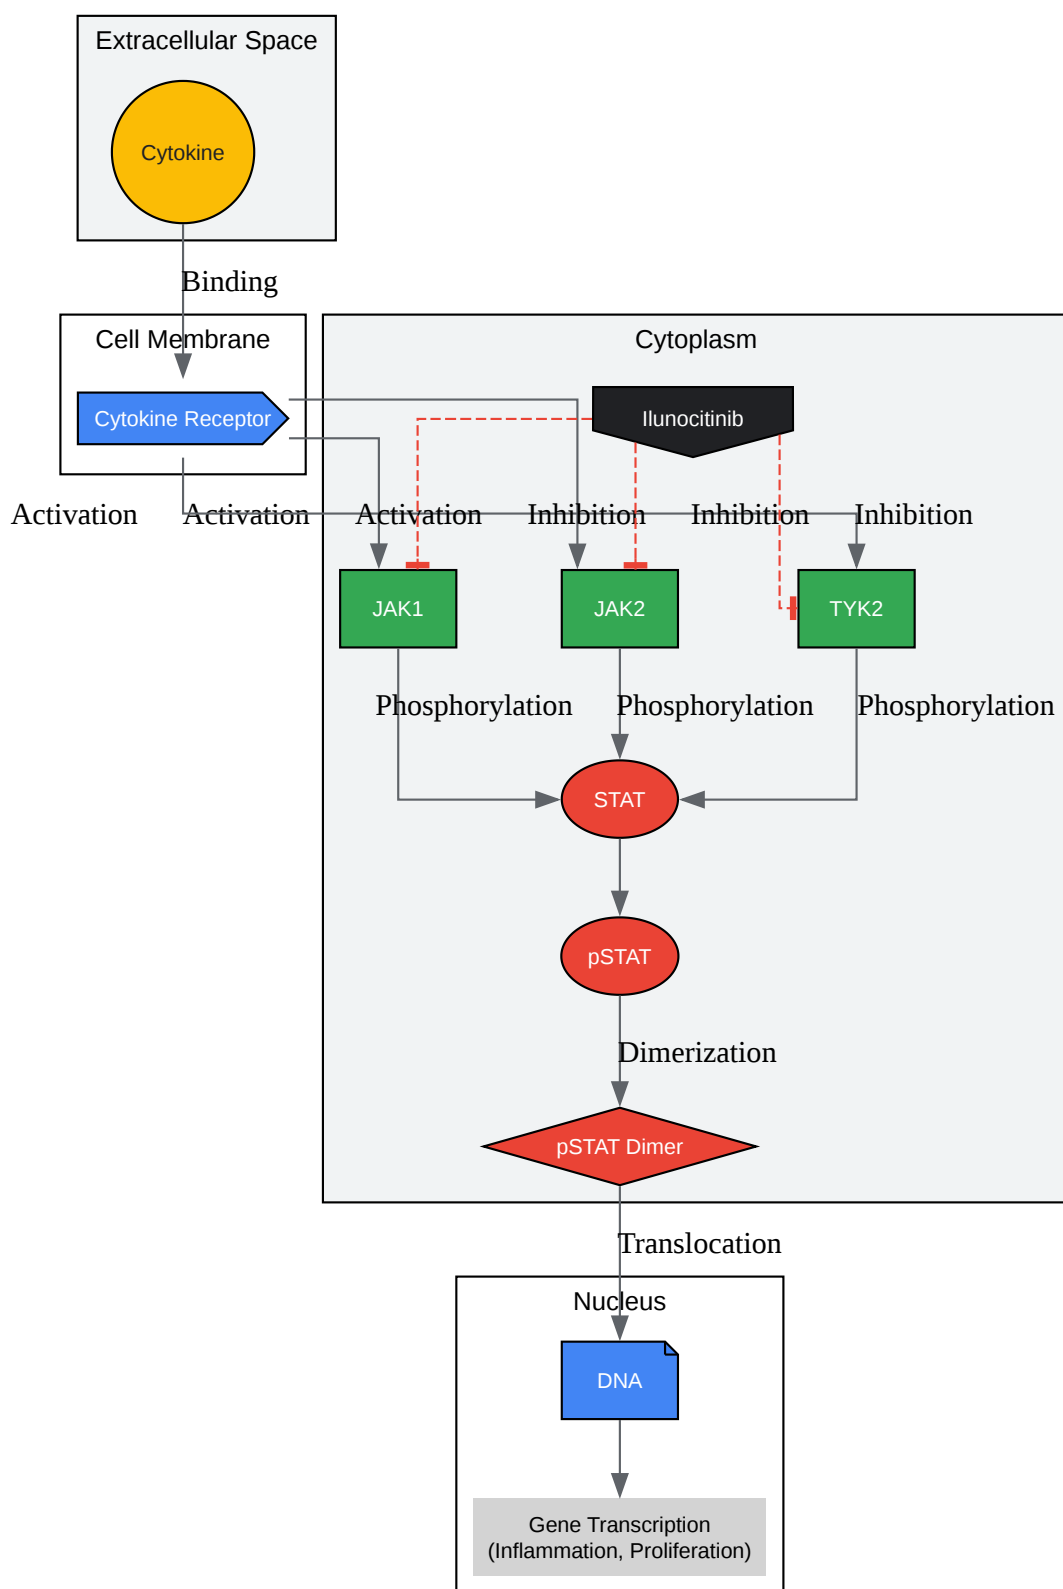 Extracellular Space
Cytokine
Binding
Cell Membrane
Cytoplasm
Cytokine Receptor
Ilunocitinib
Activation
Activation
Activation
Inhibition
Inhibition
Inhibition
JAK1
JAK2
TYK2
Phosphorylation
Phosphorylation
Phosphorylation
STAT
pSTAT
Dimerization
pSTAT Dimer
Translocation
Nucleus
DNA
Gene Transcription
(Inflammation, Proliferation)